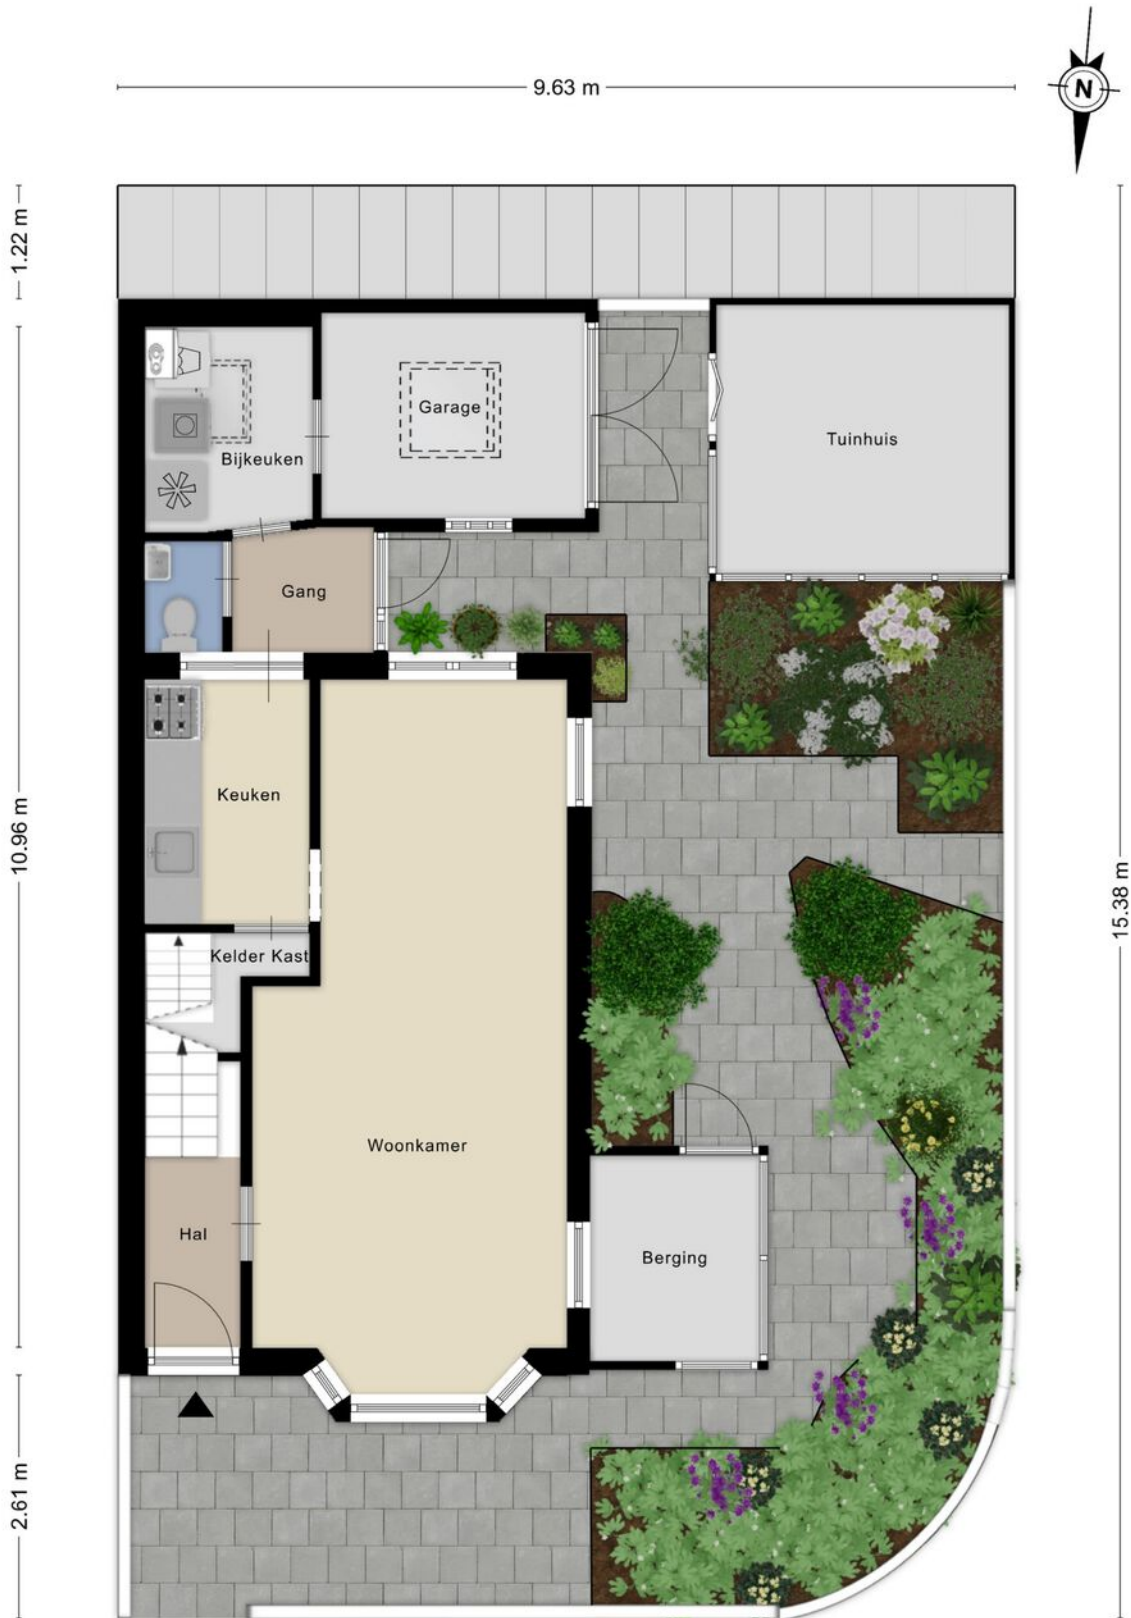 N
9.63 m
1.22 m
Garage
Tuinhuis
Bijkeuken
Gang
Keuken
10.96 m
15.38 m
Kelder Kast
Woonkamer
Hal
Berging
2.61 m